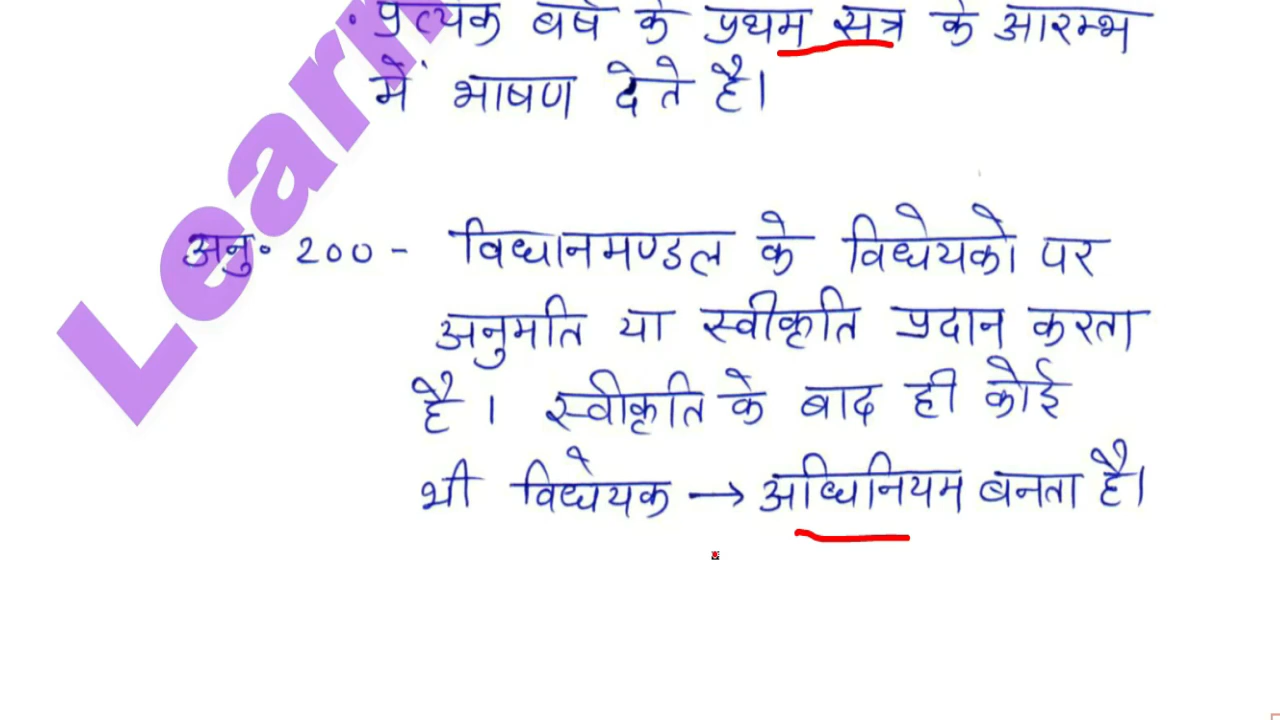 • प्रत्येक वर्ष के प्रथम सत्र के आरम्भ
में भाषण देते है।
Learn
अनु॰ 200 - विधानमण्डल के विधेयको पर
अनुमति या स्वीकृति प्रदान करता
है । स्वीकृति के बाद ही कोई
भी विधेयक → अधिनियम बनता है।